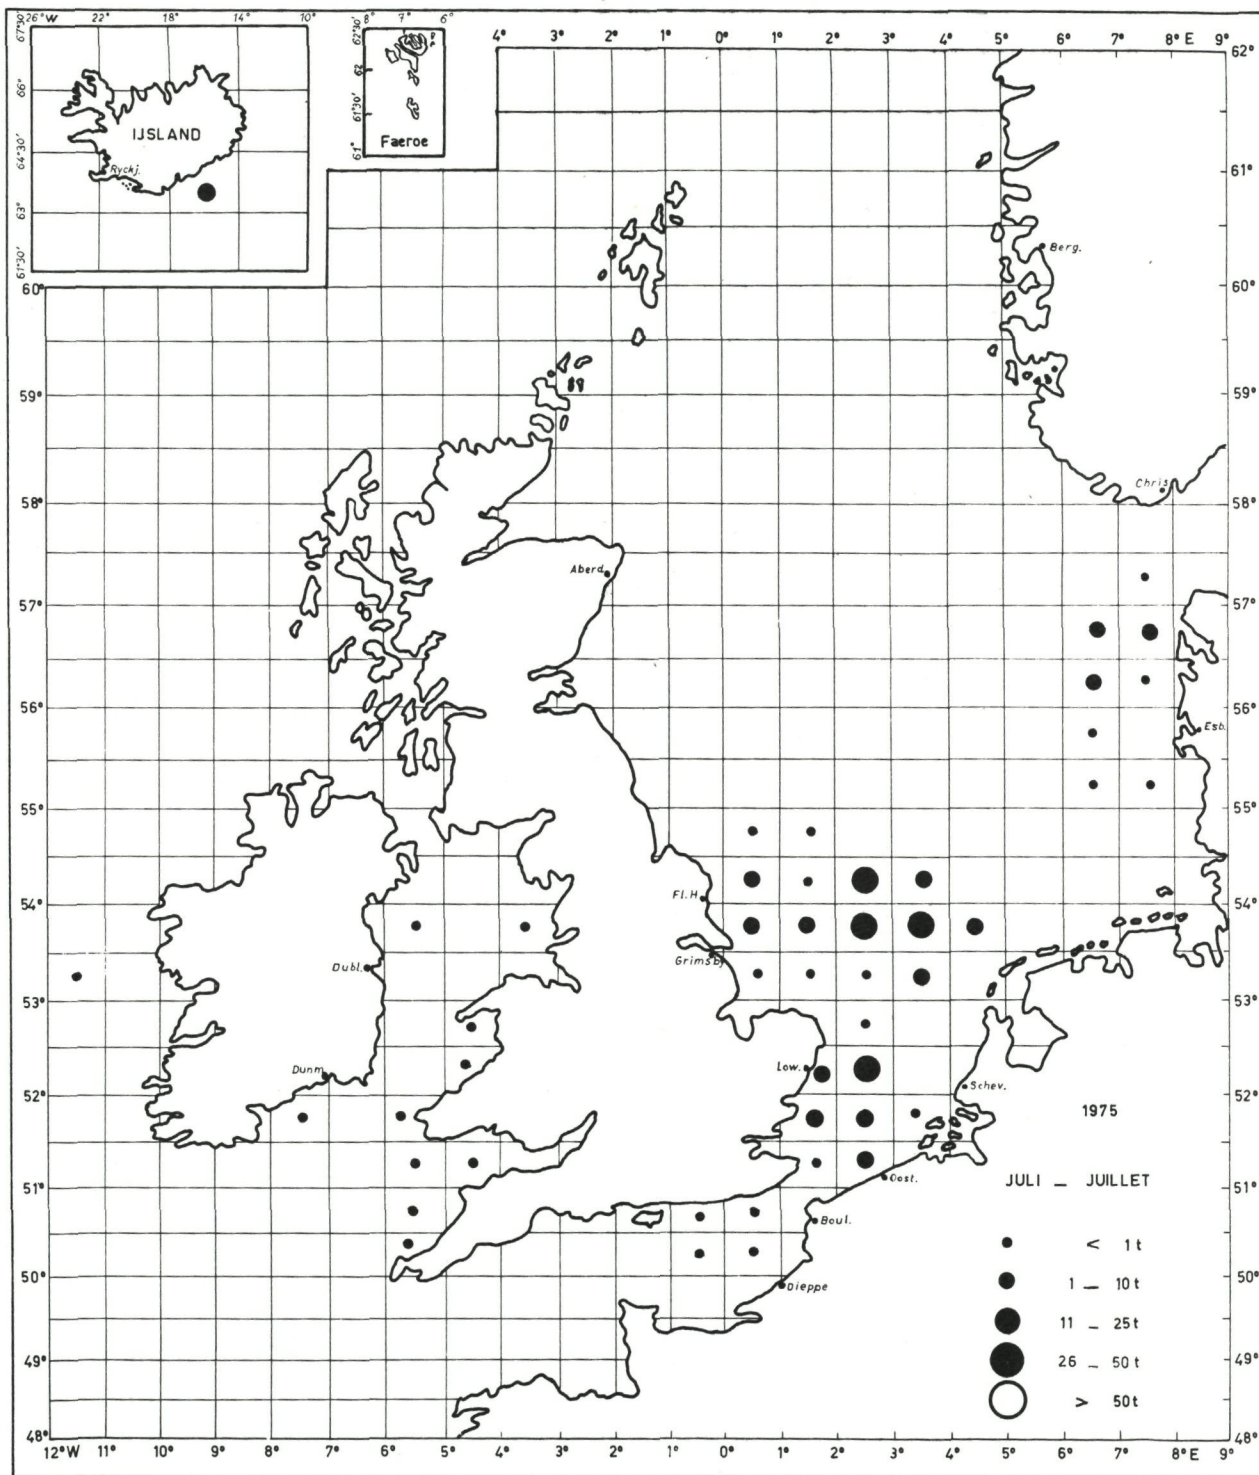 26°W 22° 18° 14° 10°
67°30'
66°
64°30'
63°
61°30'
IJSLAND
Ryckj.
8° 7° 6°
62°30'
62
61°30'
61°
Faeroe
4° 3° 2° 1° 0° 1° 2° 3° 4° 5° 6° 7° 8° E 9°
62°
61°
60° 60°
59° 59°
58° 58°
57° 57°
56° 56°
55° 55°
54° 54°
53° 53°
52° 52°
51° 51°
50° 50°
49° 49°
48° 48°
Berg.
Chris
Aberd.
Esb.
Fl.H.
Grimsby
Dubl.
Dunm
Low.
Schev.
Oost.
Boul.
Dieppe
1975
JULI _ JUILLET
< 1t
1 _ 10t
11 _ 25t
26 _ 50t
> 50t
12°W 11° 10° 9° 8° 7° 6° 5° 4° 3° 2° 1° 0° 1° 2° 3° 4° 5° 6° 7° 8° E 9°